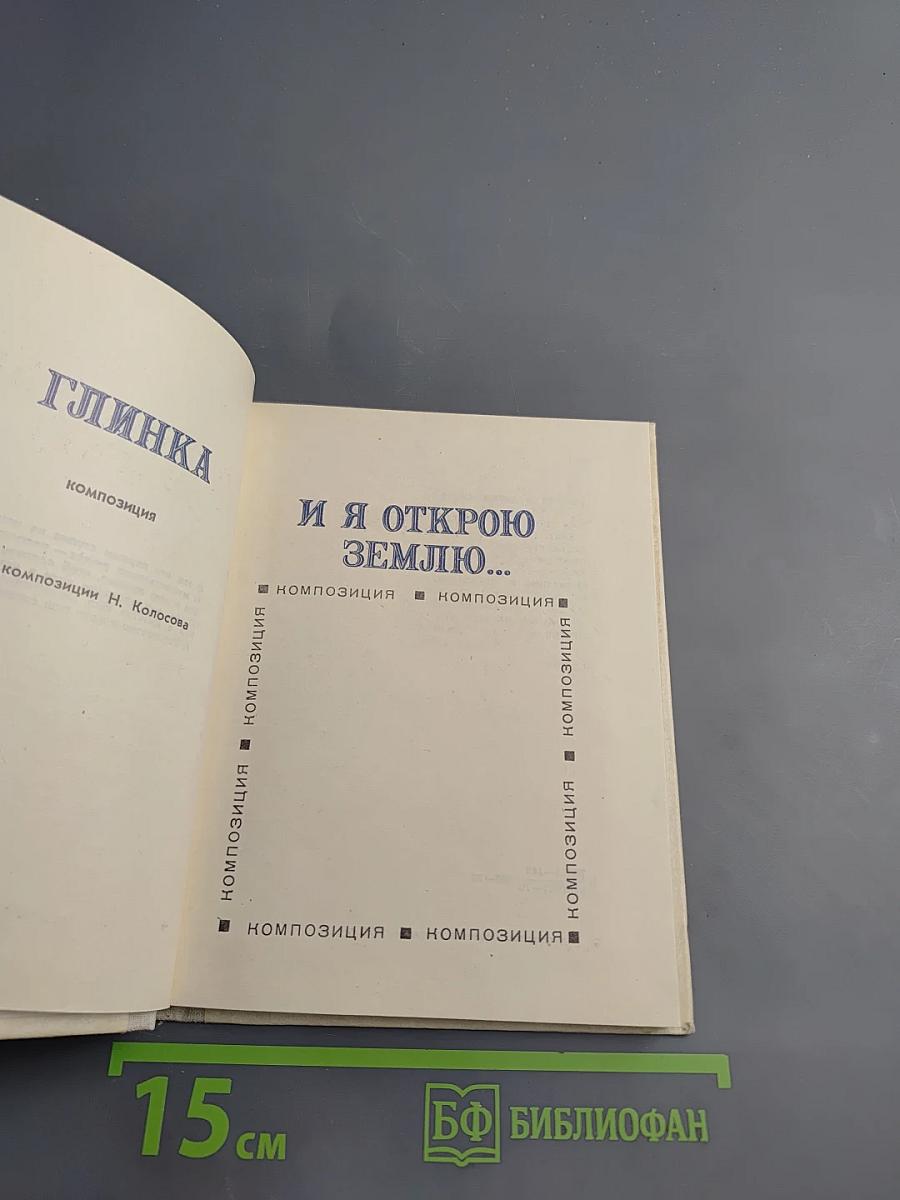 ГЛИНКА
композиция
композиции Н. Колосова
И Я ОТКРОЮ
ЗЕМЛЮ...
КОМПОЗИЦИЯ КОМПОЗИЦИЯ
КОМПОЗИЦИЯ
КОМПОЗИЦИЯ
КОМПОЗИЦИЯ
КОМПОЗИЦИЯ
КОМПОЗИЦИЯ КОМПОЗИЦИЯ
15 см
БФ БИБЛИОФАН